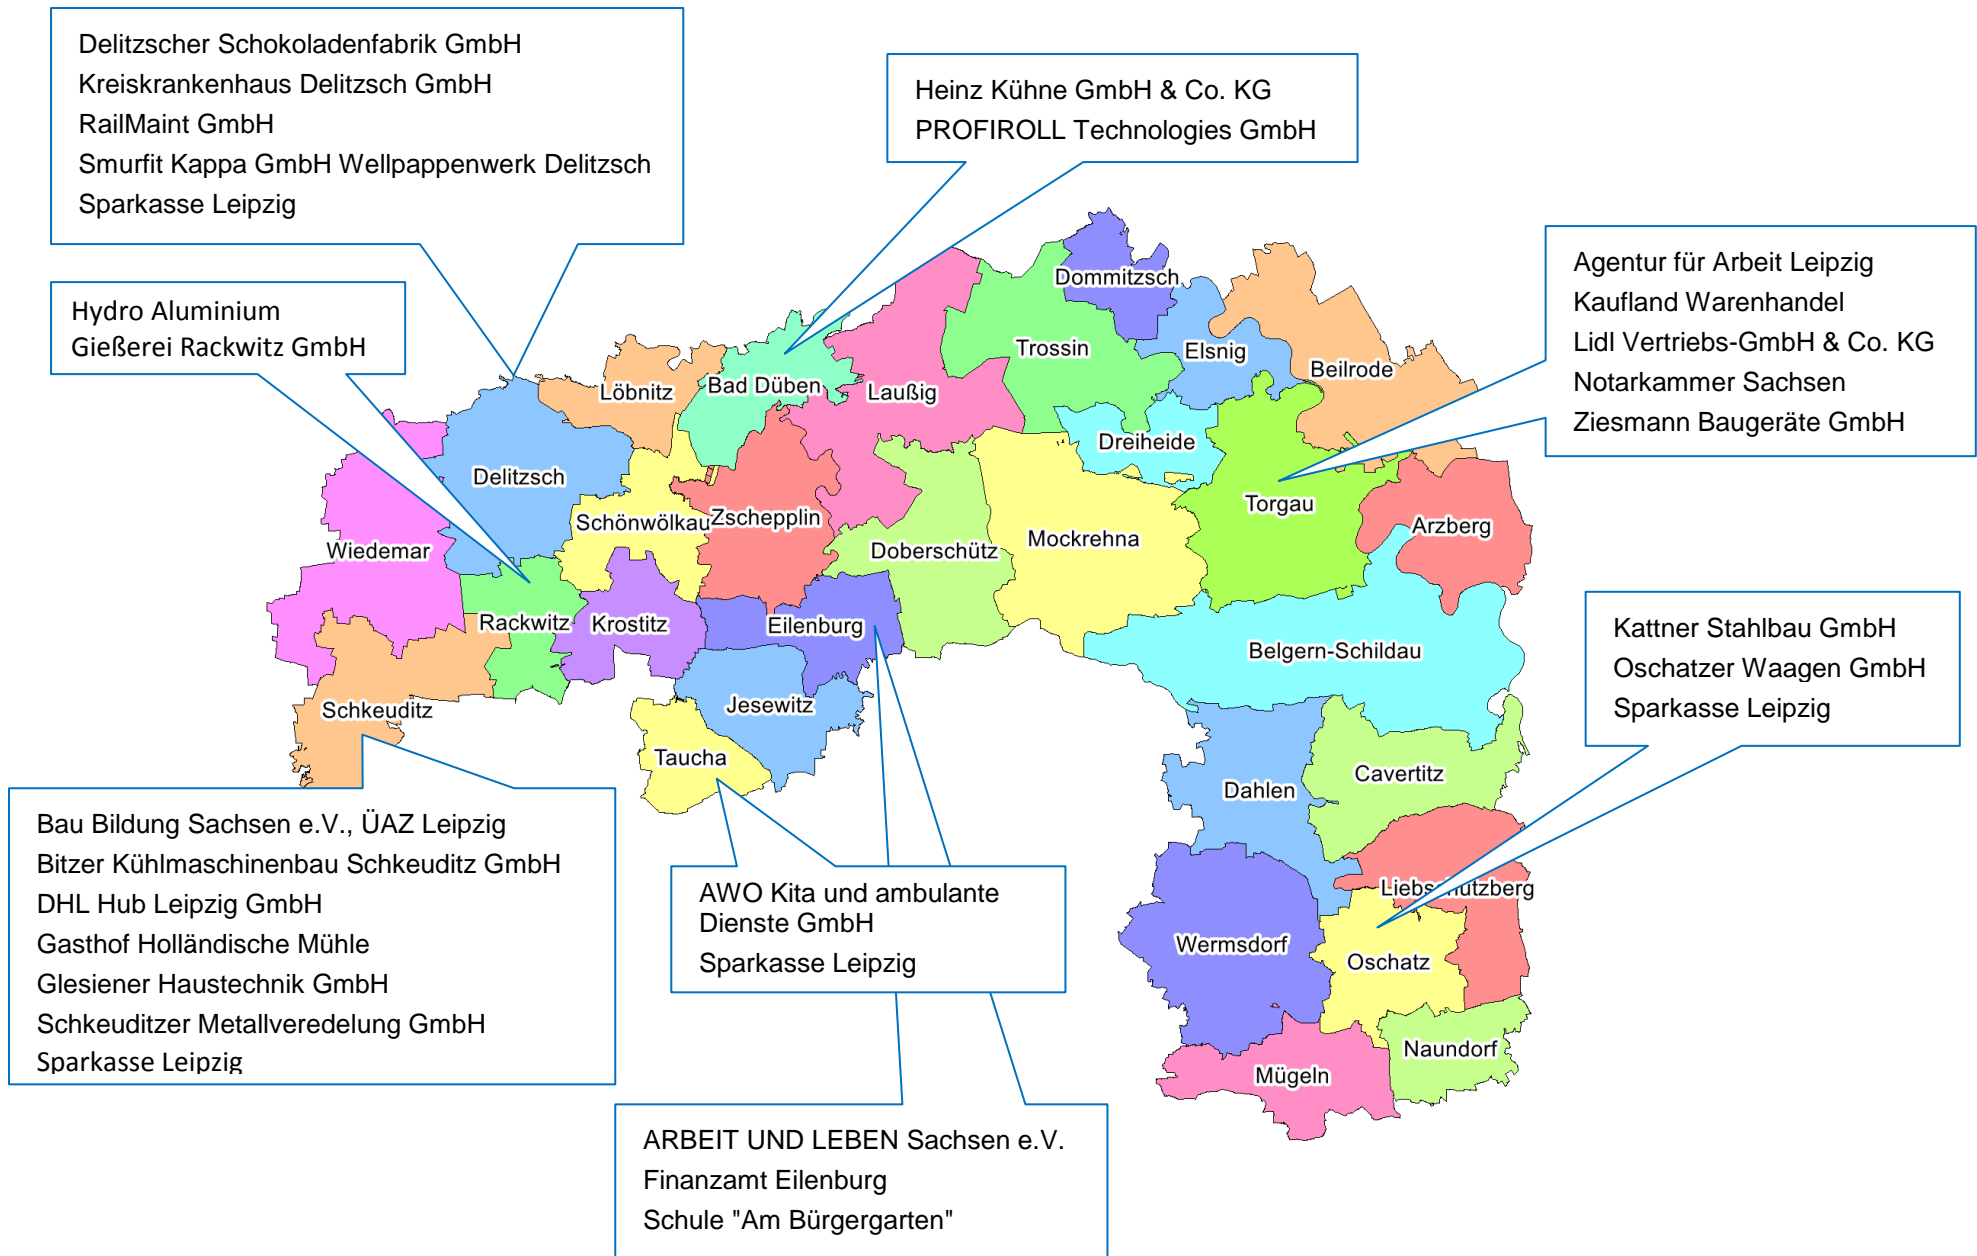 Delitzscher Schokoladenfabrik GmbH
Kreiskrankenhaus Delitzsch GmbH
RailMaint GmbH
Smurfit Kappa GmbH Wellpappenwerk Delitzsch
Sparkasse Leipzig
Heinz Kühne GmbH & Co. KG
PROFIROLL Technologies GmbH
Agentur für Arbeit Leipzig
Kaufland Warenhandel
Lidl Vertriebs-GmbH & Co. KG
Notarkammer Sachsen
Ziesmann Baugeräte GmbH
Hydro Aluminium
Gießerei Rackwitz GmbH
Dommitzsch
Trossin
Elsnig
Beilrode
Löbnitz
Bad Düben
Laußig
Dreiheide
Delitzsch
Schönwölkau
Zschepplin
Torgau
Arzberg
Wiedemar
Doberschütz
Mockrehna
Rackwitz
Krostitz
Eilenburg
Belgern-Schildau
Schkeuditz
Jesewitz
Taucha
Dahlen
Cavertitz
Liebschützberg
Wermsdorf
Oschatz
Naundorf
Mügeln
Kattner Stahlbau GmbH
Oschatzer Waagen GmbH
Sparkasse Leipzig
Bau Bildung Sachsen e.V., ÜAZ Leipzig
Bitzer Kühlmaschinenbau Schkeuditz GmbH
DHL Hub Leipzig GmbH
Gasthof Holländische Mühle
Glesiener Haustechnik GmbH
Schkeuditzer Metallveredelung GmbH
Sparkasse Leipzig
AWO Kita und ambulante
Dienste GmbH
Sparkasse Leipzig
ARBEIT UND LEBEN Sachsen e.V.
Finanzamt Eilenburg
Schule "Am Bürgergarten"